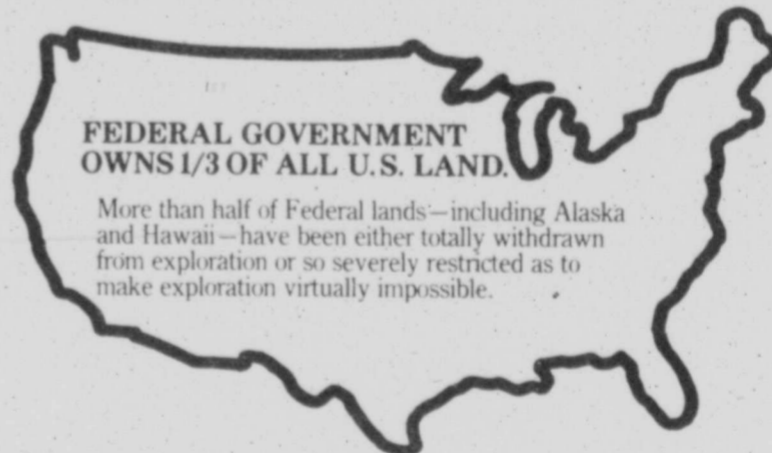 FEDERAL GOVERNMENT
OWNS 1/3 OF ALL U.S. LAND.
More than half of Federal lands—including Alaska
and Hawaii—have been either totally withdrawn
from exploration or so severely restricted as to
make exploration virtually impossible.